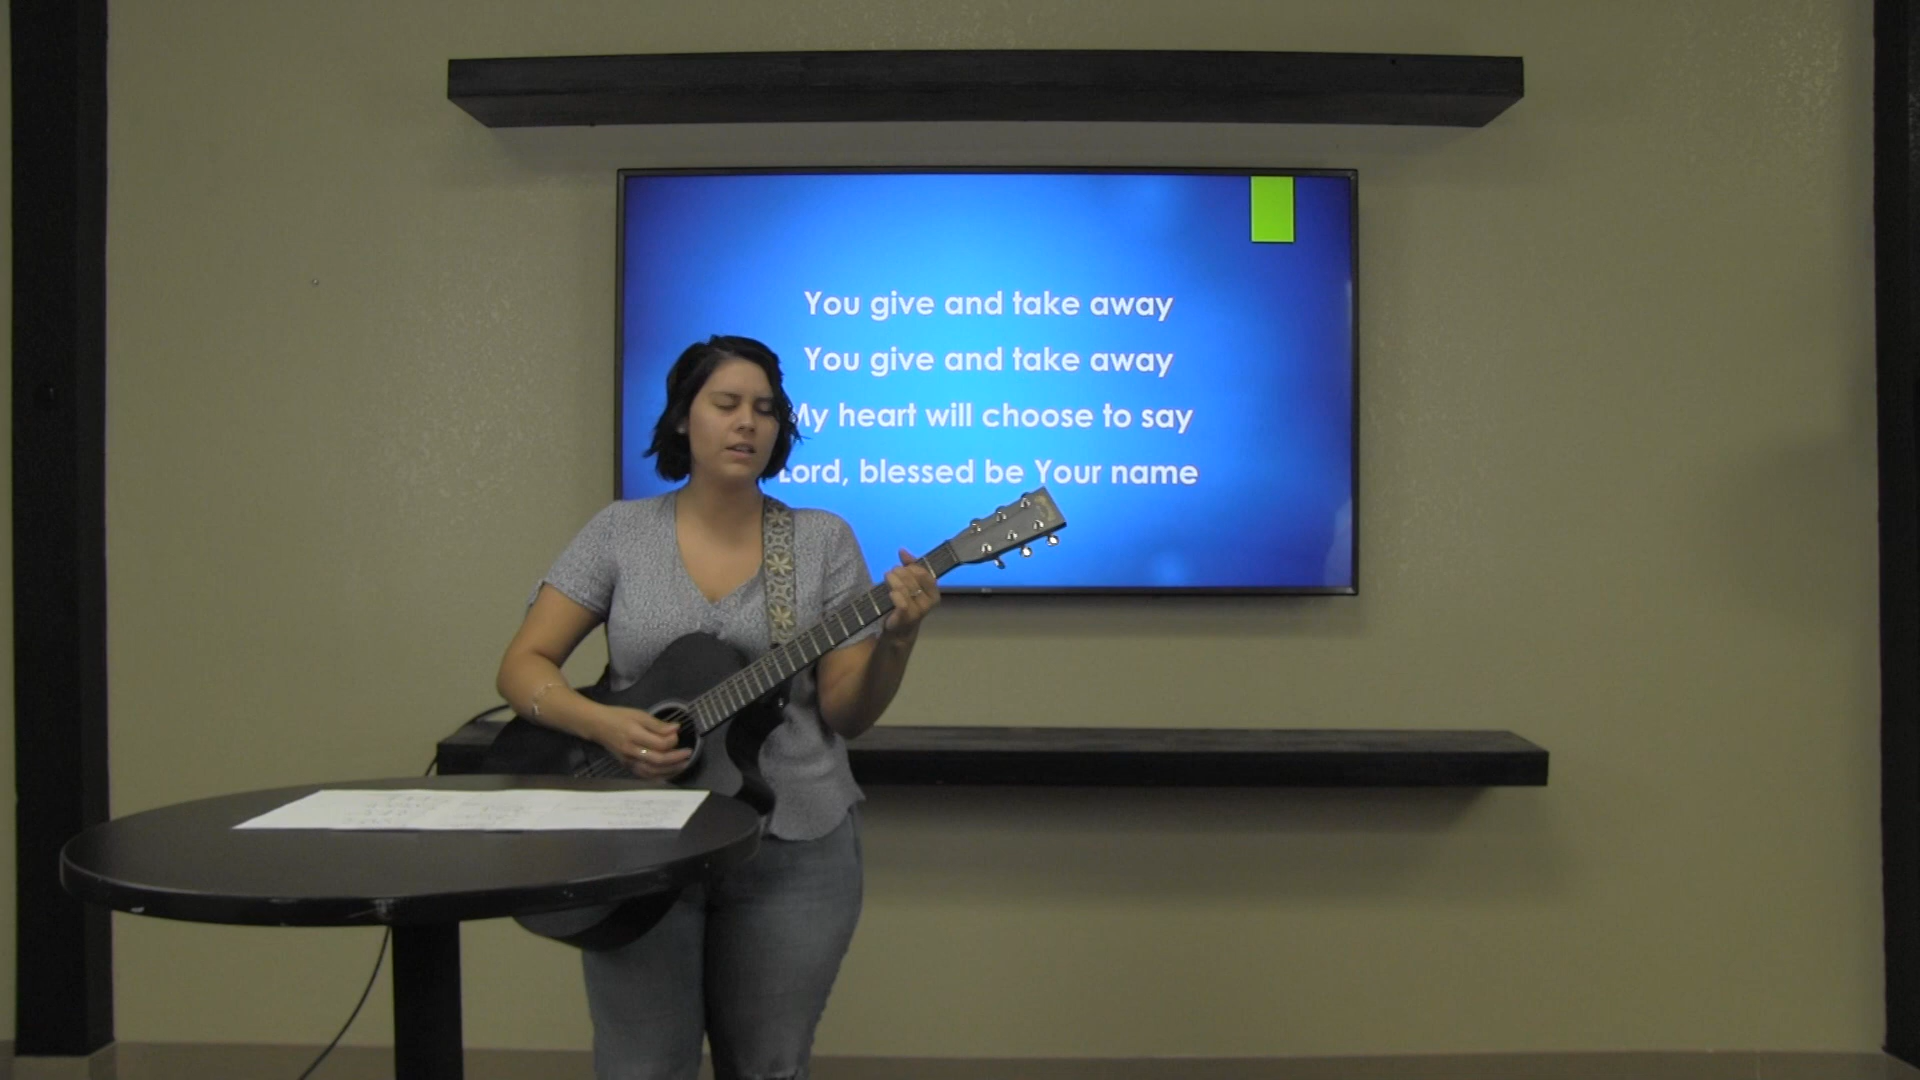 You give and take away
You give and take away
My heart will choose to say
Lord, blessed be Your name